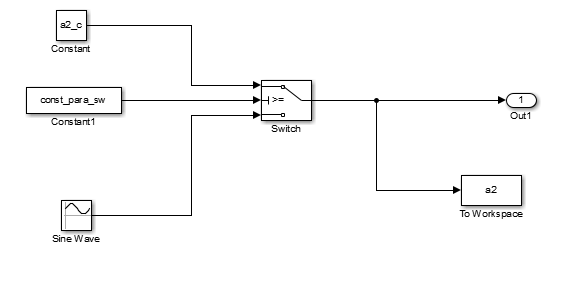 a2_c
Constant
const_para_sw
Constant1
>=
Switch
1
Out1
a2
To Workspace
Sine Wave